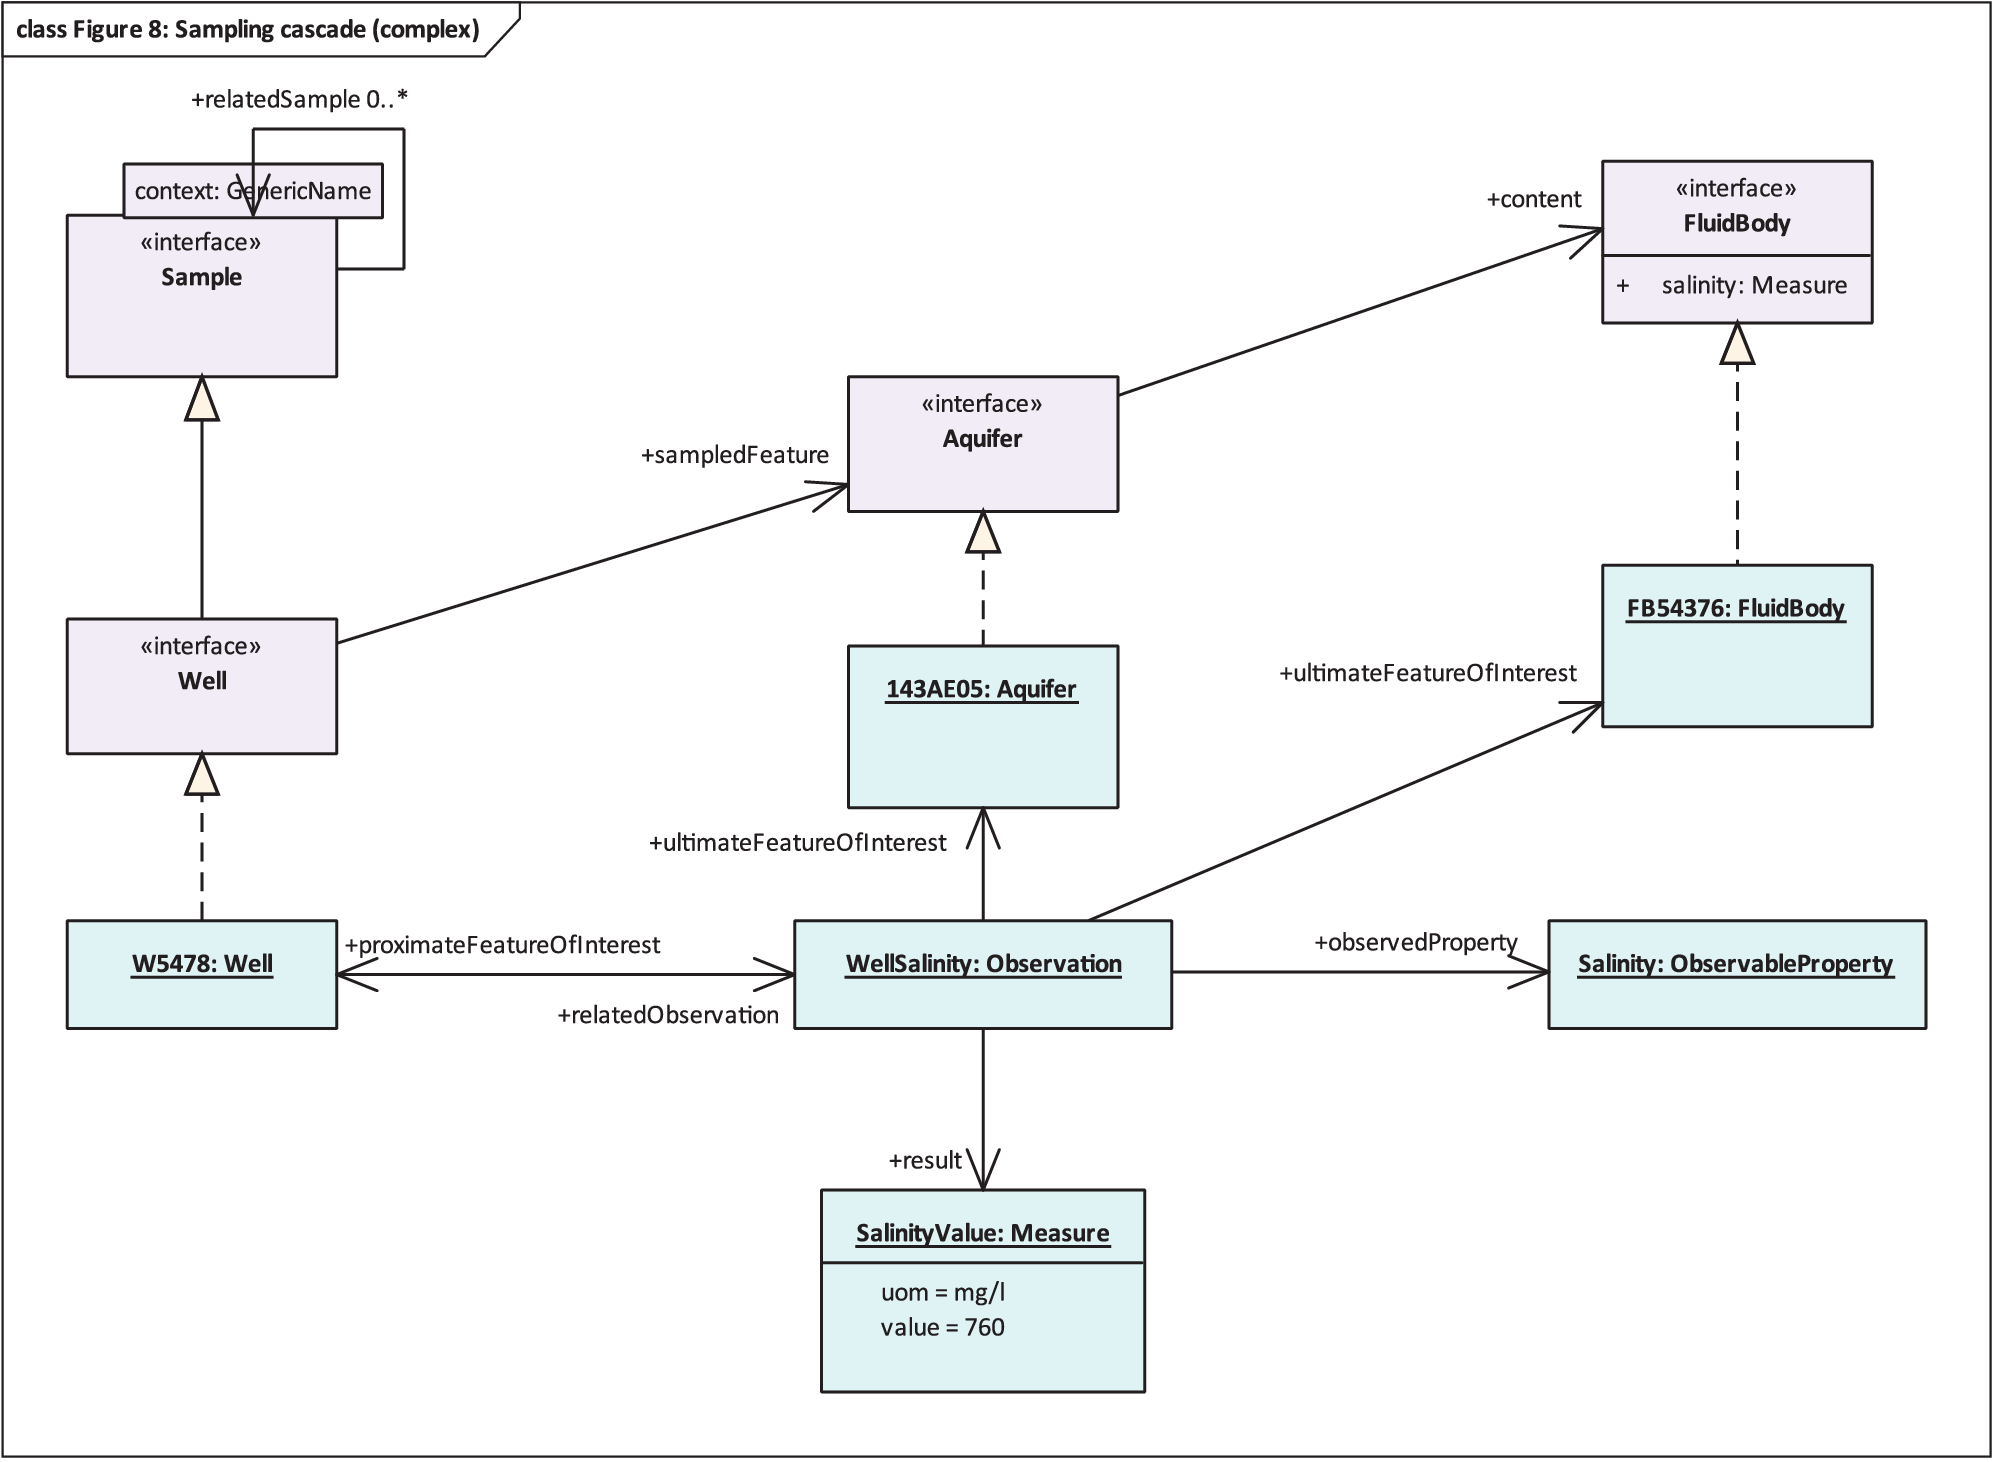 class Figure 8: Sampling cascade (complex)
+relatedSample 0..*
context: GenericName
«interface»
Sample
+content
«interface»
FluidBody
+ salinity: Measure
«interface»
Aquifer
+sampledFeature
«interface»
Well
FB54376: FluidBody
143AE05: Aquifer
+ultimateFeatureOfInterest
+ultimateFeatureOfInterest
W5478: Well
+proximateFeatureOfInterest
+relatedObservation
WellSalinity: Observation
+observedProperty
Salinity: ObservableProperty
+result
SalinityValue: Measure
uom = mg/l
value = 760